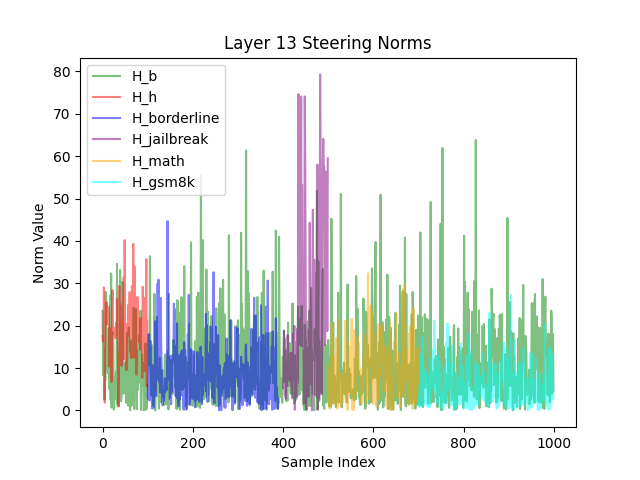 Layer 13 Steering Norms
H_b
H_h
H_borderline
H_jailbreak
H_math
H_gsm8k
Norm Value
80
70
60
50
40
30
20
10
0
0 200 400 600 800 1000
Sample Index